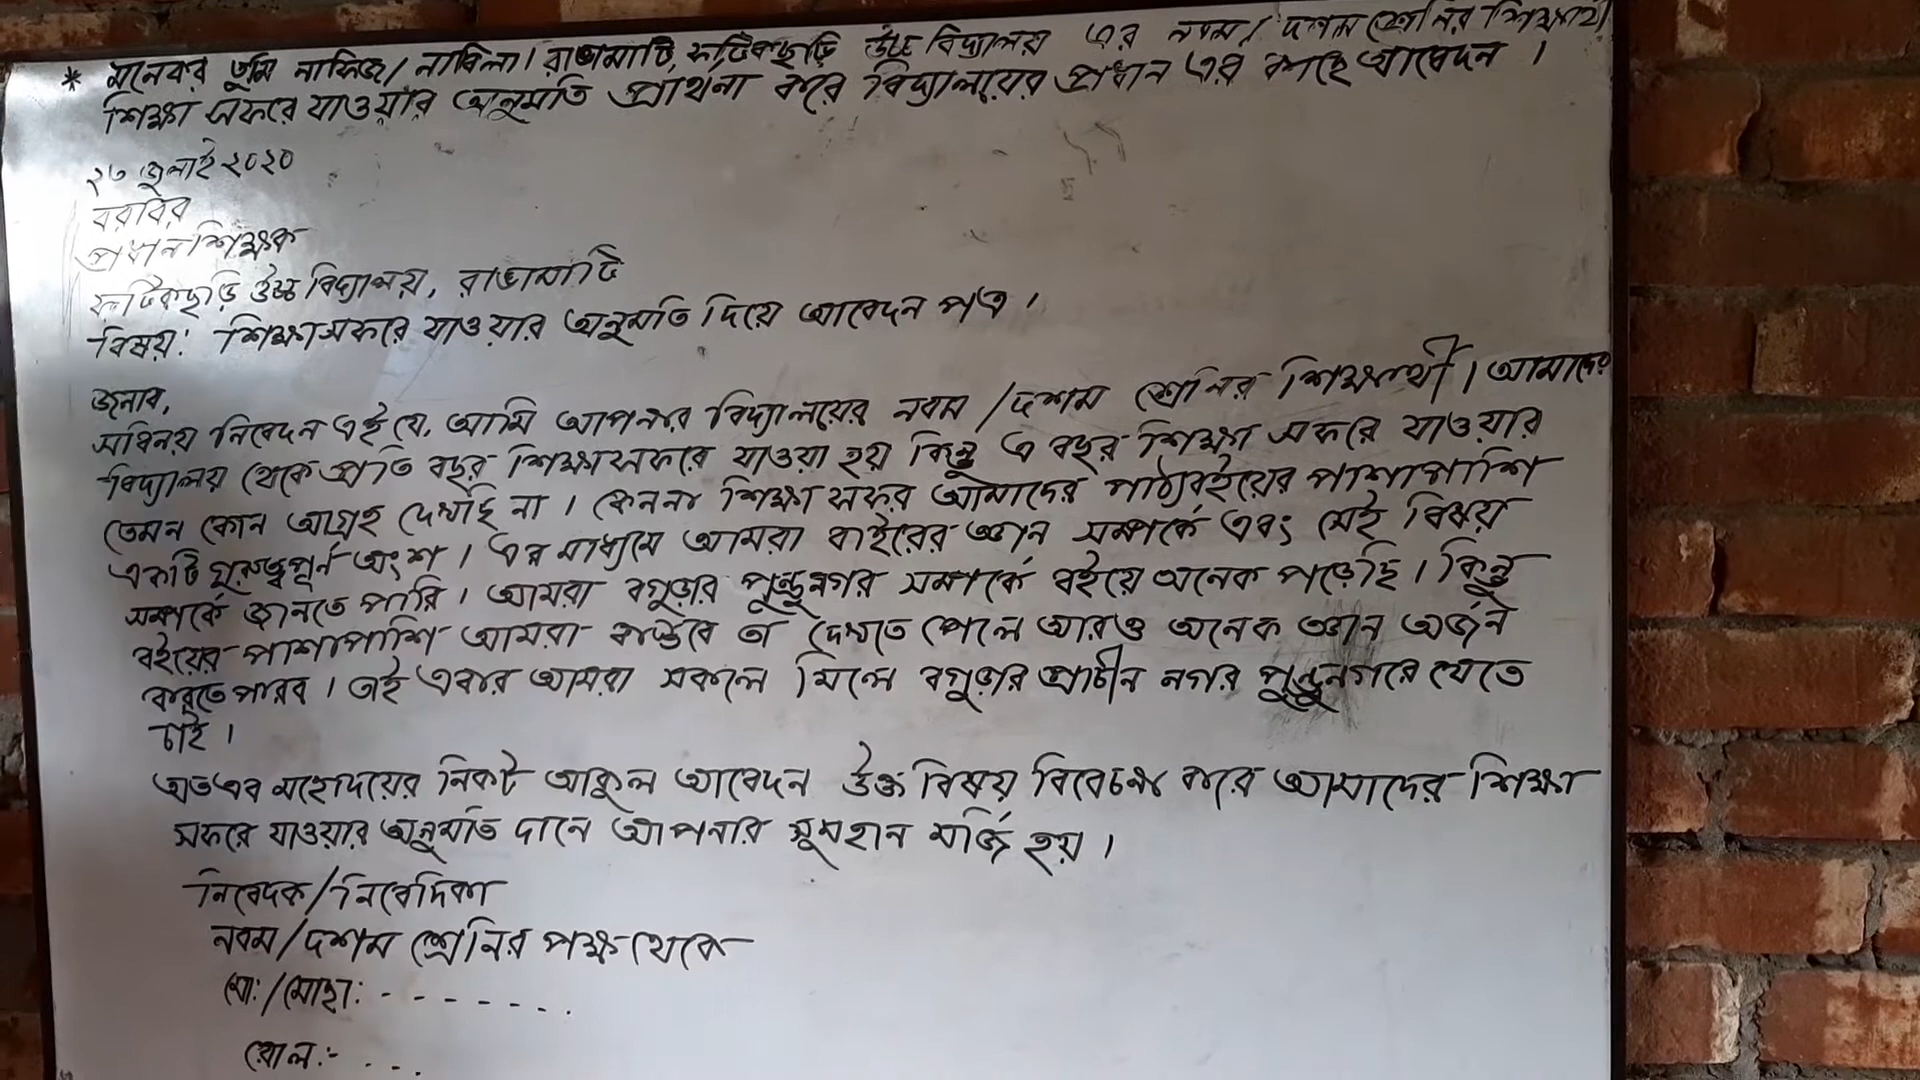 * মনেকর তুমি নাফিজ/নাবিলা। রাঙামাটি, ফটিকছড়ি উচ্চ বিদ্যালয় এর নবম/দশম শ্রেনির শিক্ষার্থী
শিক্ষা সফরে যাওয়ার অনুমতি প্রার্থনা করে বিদ্যালয়ের প্রধান এর কাছে আবেদন।
জুলাই ২০২০
বরাবর
প্রধান শিক্ষক
ফটিকছড়ি উচ্চ বিদ্যালয়, রাঙামাটি
বিষয়: শিক্ষাসফরে যাওয়ার অনুমতি দিয়ে আবেদন পত্র।
জনাব,
সবিনয় নিবেদন এই যে, আমি আপনার বিদ্যালয়ের নবম/দশম শ্রেনির শিক্ষার্থী। আমাদের
বিদ্যালয় থেকে প্রতি বছর শিক্ষাসফরে যাওয়া হয় কিন্তু এ বছর শিক্ষা সফরে যাওয়ার
তেমন কোন আগ্রহ দেখছি না। কেননা শিক্ষা সফর আমাদের পাঠ্যবইয়ের পাশাপাশি
একটি গুরুত্বপূর্ন অংশ। এর মাধ্যমে আমরা বাইরের জ্ঞান সম্পর্কে এবং সেই বিষয়
সম্পর্কে জানতে পারি। আমরা বগুড়ার পুন্ড্রনগর সম্পর্কে বইয়ে অনেক পড়েছি। কিন্তু
বইয়ের পাশাপাশি আমরা বাস্তবে তা দেখতে পেলে আরও অনেক জ্ঞান অর্জন
করতে পারব। তাই এবার আমরা সকলে মিলে বগুড়ার প্রাচীন নগর পুন্ড্রনগরে যেতে
চাই।
অতএব মহোদয়ের নিকট আকুল আবেদন উক্ত বিষয় বিবেচনা করে আমাদের শিক্ষা
সফরে যাওয়ার অনুমতি দানে আপনার সুমহান মর্জি হয়।
নিবেদক/নিবেদিকা
নবম/দশম শ্রেনির পক্ষ থেকে
মো:/মোছা: - - - - - - .
রোল:- . . .